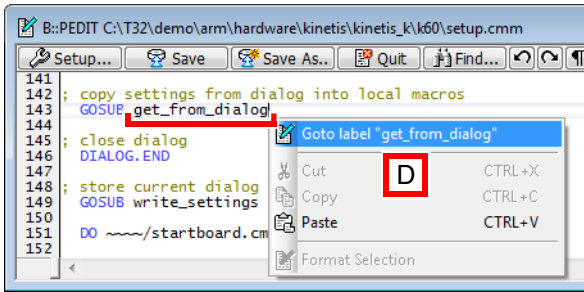 B::PEDIT C:\T32\demo\arm\hardware\kinetis\kinetis_k\k60\setup.cmm
Setup... Save Save As.. Quit Find...
141
142 ; copy settings from dialog into local macros
143 GOSUB get_from_dialog
144
145 ; close dialog
146 DIALOG.END
147
148 ; store current dialog
149 GOSUB write_settings
150
151 DO ~~~~/startboard.cm
152
Goto label "get_from_dialog"
Cut CTRL+X
D
Copy CTRL+C
Paste CTRL+V
Format Selection